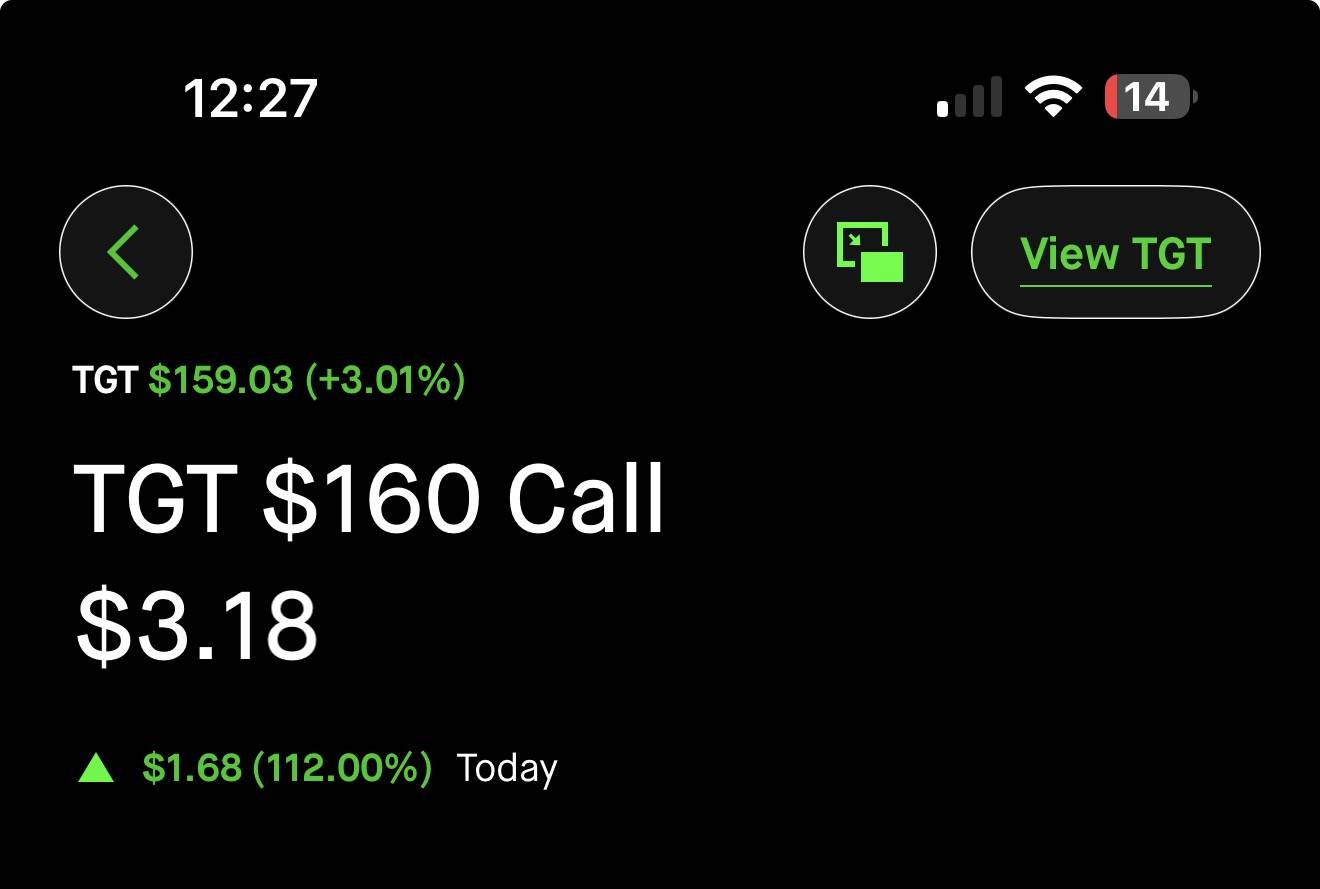 12:27 14
View TGT
TGT $159.03 (+3.01%)
TGT $160 Call
$3.18
$1.68 (112.00%) Today